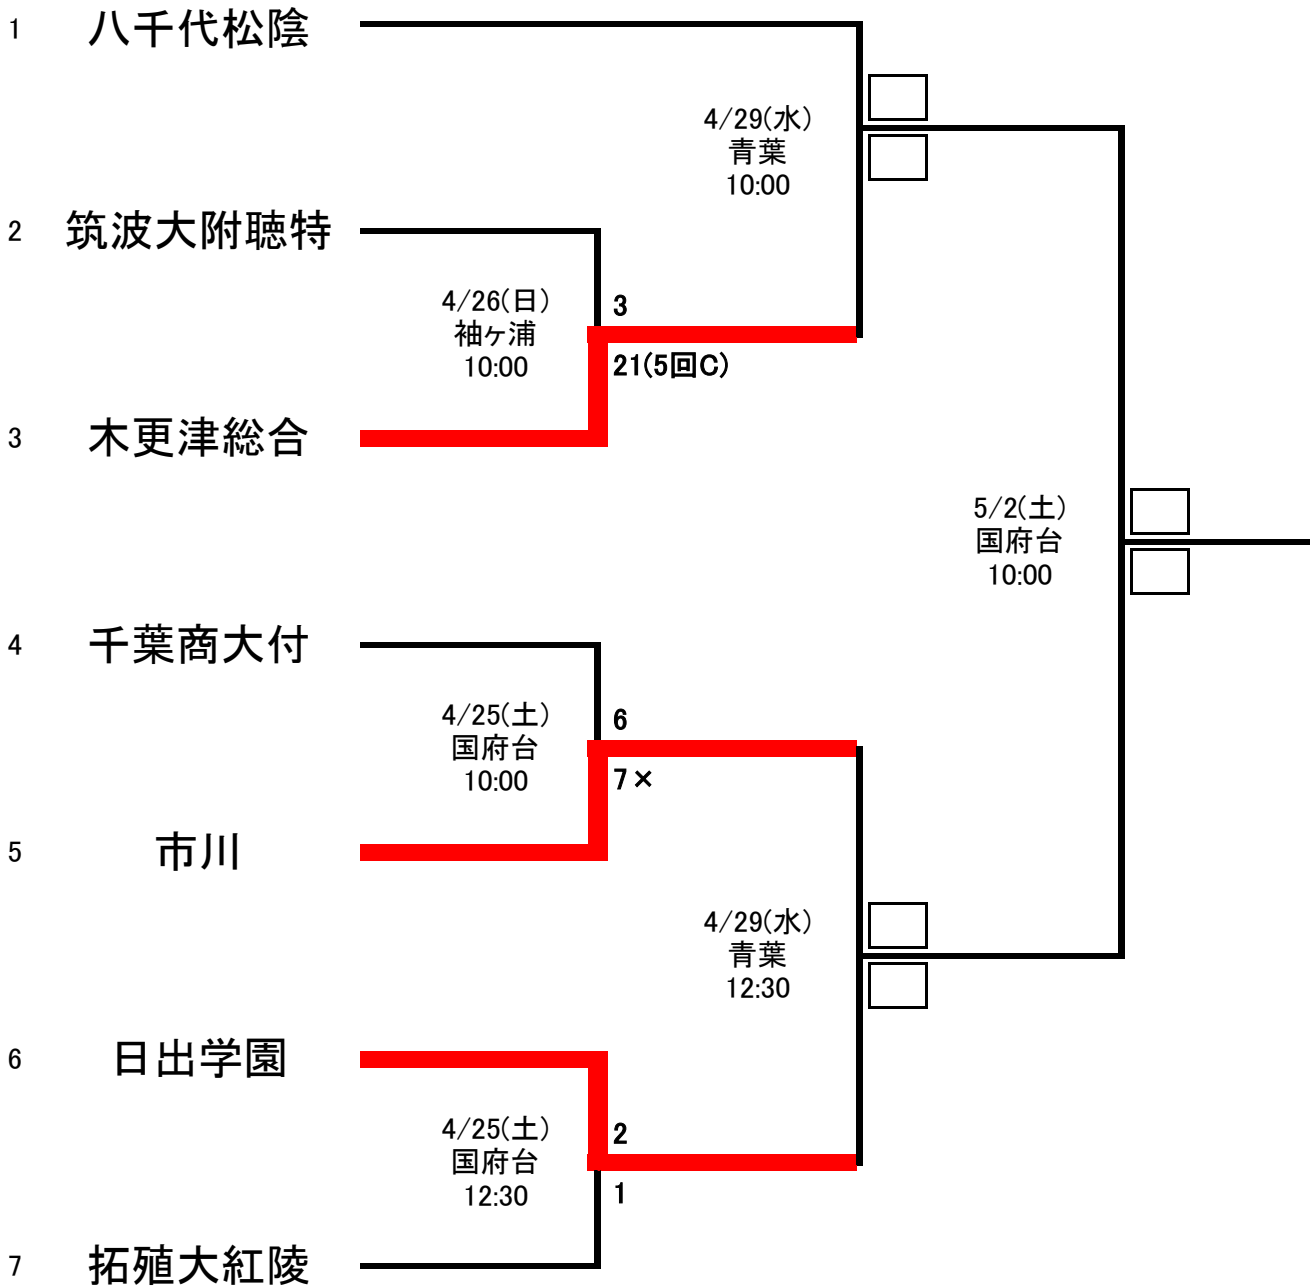 1 八千代松陰
4/29(水)
青葉
10:00
2 筑波大附聴特
4/26(日)
袖ヶ浦
10:00
3
21(5回C)
3 木更津総合
5/2(土)
国府台
10:00
4 千葉商大付
4/25(土)
国府台
10:00
6
7×
5 市川
4/29(水)
青葉
12:30
6 日出学園
4/25(土)
国府台
12:30
2
1
7 拓殖大紅陵